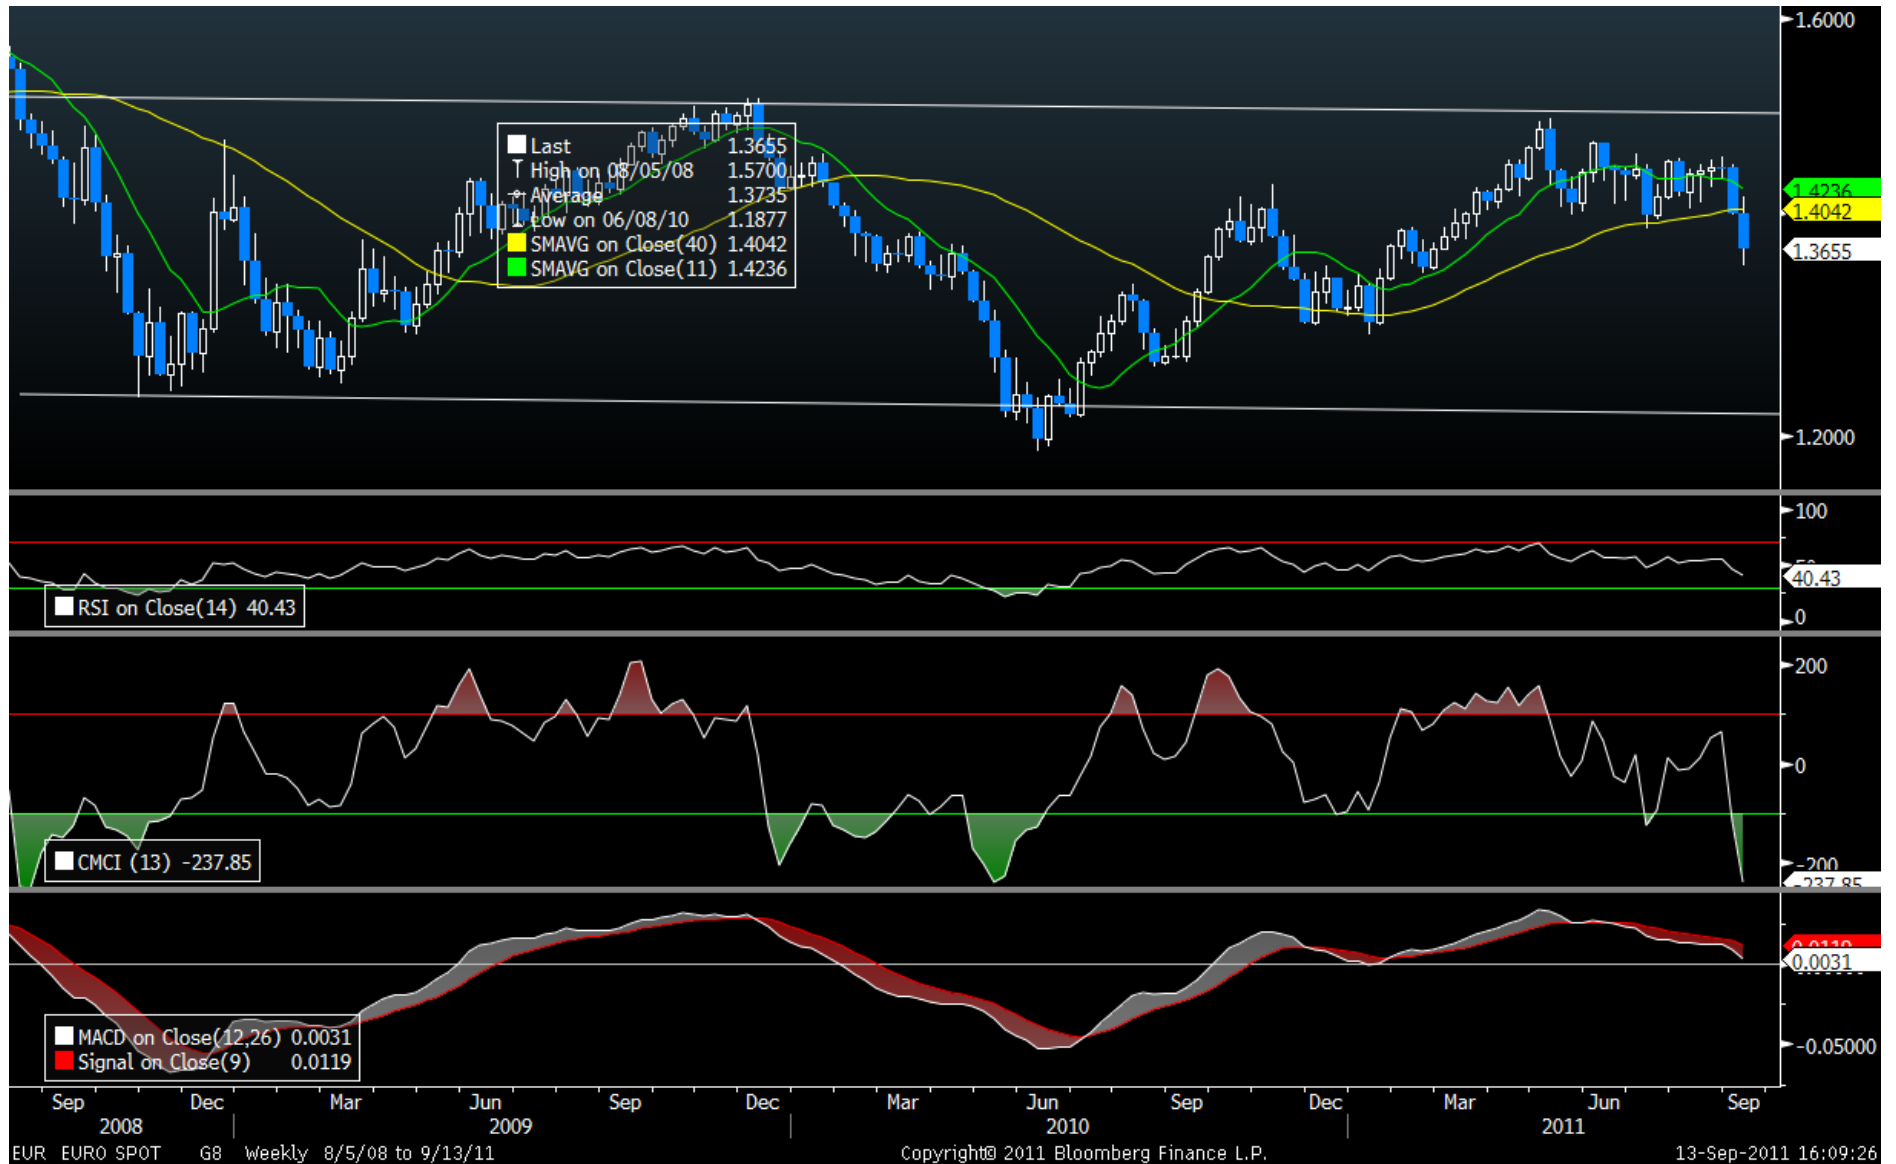 1.6000
Last 1.3655
High on 08/05/08 1.5700
Average 1.3735
Low on 06/08/10 1.1877
SMAVG on Close(40) 1.4042
SMAVG on Close(11) 1.4236
1.4236
1.4042
1.3655
1.2000
100
50
40.43
0
RSI on Close(14) 40.43
200
0
-200
-237.85
CMCI (13) -237.85
0.0119
0.0031
-0.05000
MACD on Close(12,26) 0.0031
Signal on Close(9) 0.0119
Sep Dec Mar Jun Sep Dec Mar Jun Sep Dec Mar Jun Sep
2008 2009 2010 2011
EUR EURO SPOT G8 Weekly 8/5/08 to 9/13/11 Copyright© 2011 Bloomberg Finance L.P. 13-Sep-2011 16:09:26